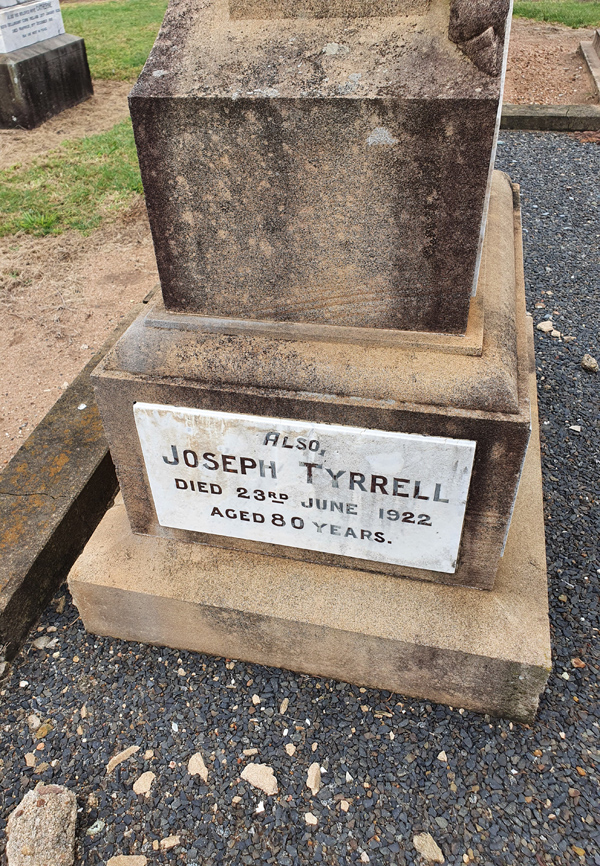 ALSO,
JOSEPH TYRRELL
DIED 23RD JUNE 1922
AGED 80 YEARS.